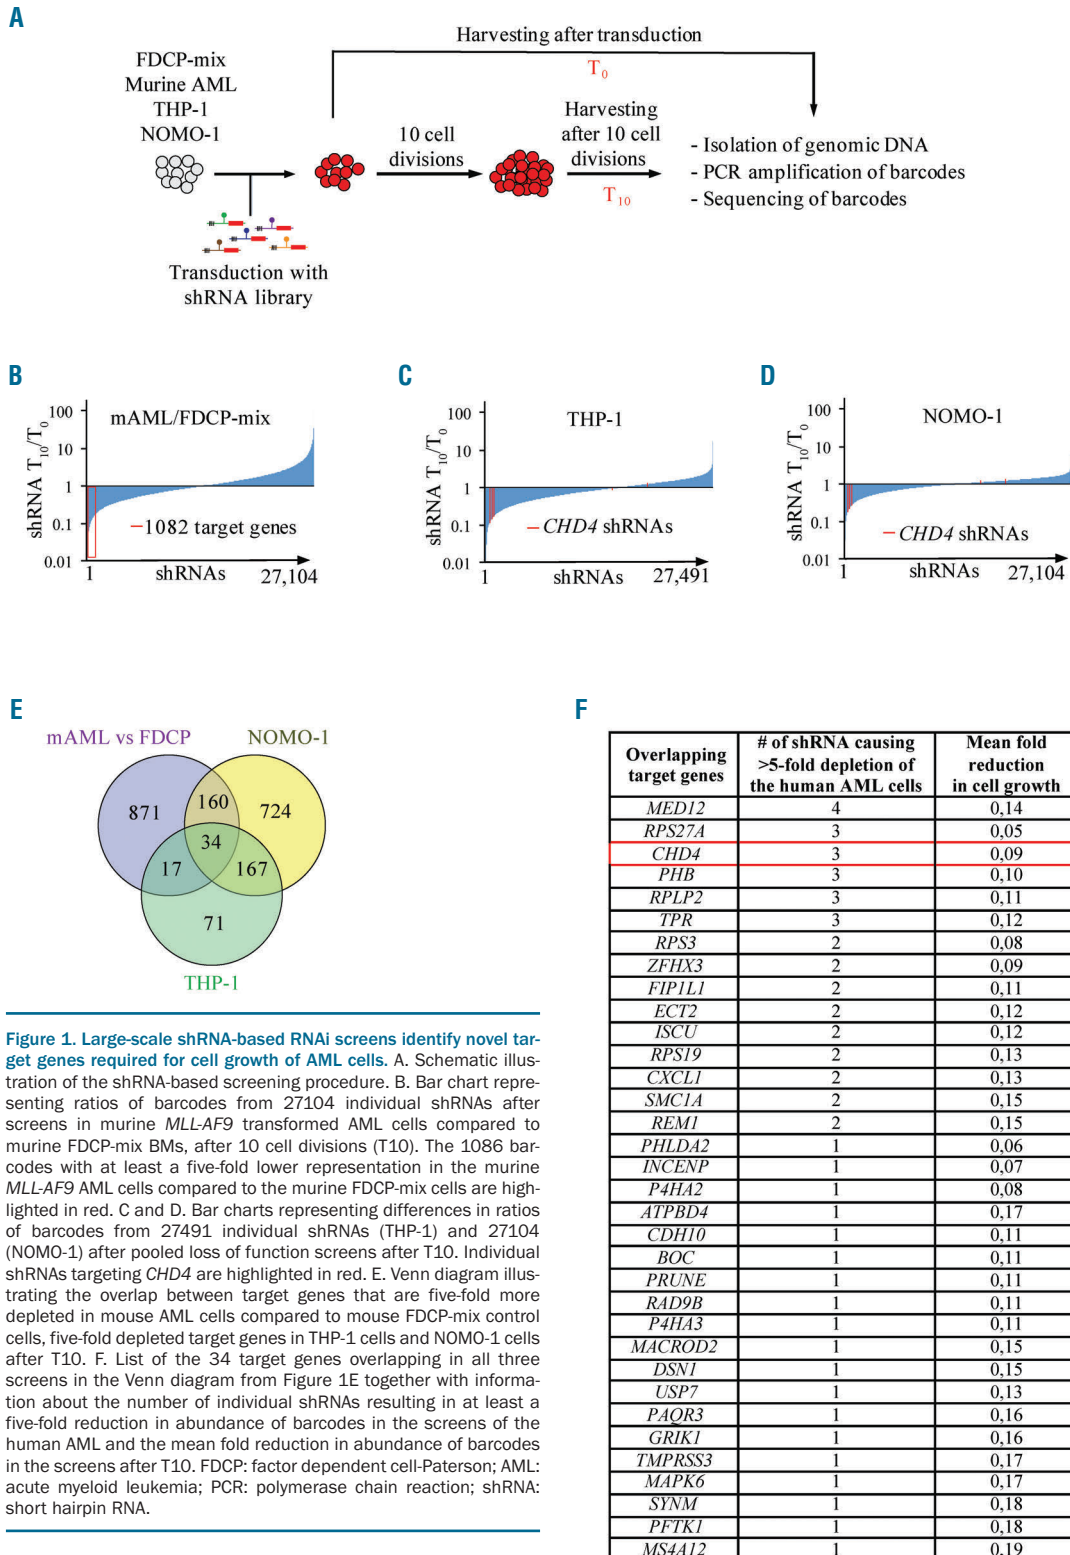 A
Harvesting after transduction
T0
FDCP-mix
Murine AML
THP-1
NOMO-1
10 cell
divisions
Harvesting
after 10 cell
divisions
T10
- Isolation of genomic DNA
- PCR amplification of barcodes
- Sequencing of barcodes
Transduction with
shRNA library
B
mAML/FDCP-mix
shRNA T10/T0
100
10
1
0.1
0.01
1082 target genes
1
shRNAs
27,104
C
THP-1
shRNA T10/T0
100
10
1
0.1
0.01
CHD4 shRNAs
1
shRNAs
27,491
D
NOMO-1
shRNA T10/T0
100
10
1
0.1
0.01
CHD4 shRNAs
1
shRNAs
27,104
E
mAML vs FDCP
NOMO-1
871
160
724
34
17
167
71
THP-1
Figure 1. Large-scale shRNA-based RNAi screens identify novel tar-
get genes required for cell growth of AML cells. A. Schematic illus-
tration of the shRNA-based screening procedure. B. Bar chart repre-
senting ratios of barcodes from 27104 individual shRNAs after
screens in murine MLL-AF9 transformed AML cells compared to
murine FDCP-mix BMs, after 10 cell divisions (T10). The 1086 bar-
codes with at least a five-fold lower representation in the murine
MLL-AF9 AML cells compared to the murine FDCP-mix cells are high-
lighted in red. C and D. Bar charts representing differences in ratios
of barcodes from 27491 individual shRNAs (THP-1) and 27104
(NOMO-1) after pooled loss of function screens after T10. Individual
shRNAs targeting CHD4 are highlighted in red. E. Venn diagram illus-
trating the overlap between target genes that are five-fold more
depleted in mouse AML cells compared to mouse FDCP-mix control
cells, five-fold depleted target genes in THP-1 cells and NOMO-1 cells
after T10. F. List of the 34 target genes overlapping in all three
screens in the Venn diagram from Figure 1E together with informa-
tion about the number of individual shRNAs resulting in at least a
five-fold reduction in abundance of barcodes in the screens of the
human AML and the mean fold reduction in abundance of barcodes
in the screens after T10. FDCP: factor dependent cell-Paterson; AML:
acute myeloid leukemia; PCR: polymerase chain reaction; shRNA:
short hairpin RNA.
F
Overlapping target genes # of shRNA causing >5-fold depletion of the human AML cells Mean fold reduction in cell growth
MED12 4 0,14
RPS27A 3 0,05
CHD4 3 0,09
PHB 3 0,10
RPLP2 3 0,11
TPR 3 0,12
RPS3 2 0,08
ZFHX3 2 0,09
FIP1L1 2 0,11
ECT2 2 0,12
ISCU 2 0,12
RPS19 2 0,13
CXCL1 2 0,13
SMC1A 2 0,15
REM1 2 0,15
PHLDA2 1 0,06
INCENP 1 0,07
P4HA2 1 0,08
ATPBD4 1 0,17
CDH10 1 0,11
BOC 1 0,11
PRUNE 1 0,11
RAD9B 1 0,11
P4HA3 1 0,11
MACROD2 1 0,15
DSN1 1 0,15
USP7 1 0,13
PAQR3 1 0,16
GRIK1 1 0,16
TMPRSS3 1 0,17
MAPK6 1 0,17
SYNM 1 0,18
PFTK1 1 0,18
MS4A12 1 0,19